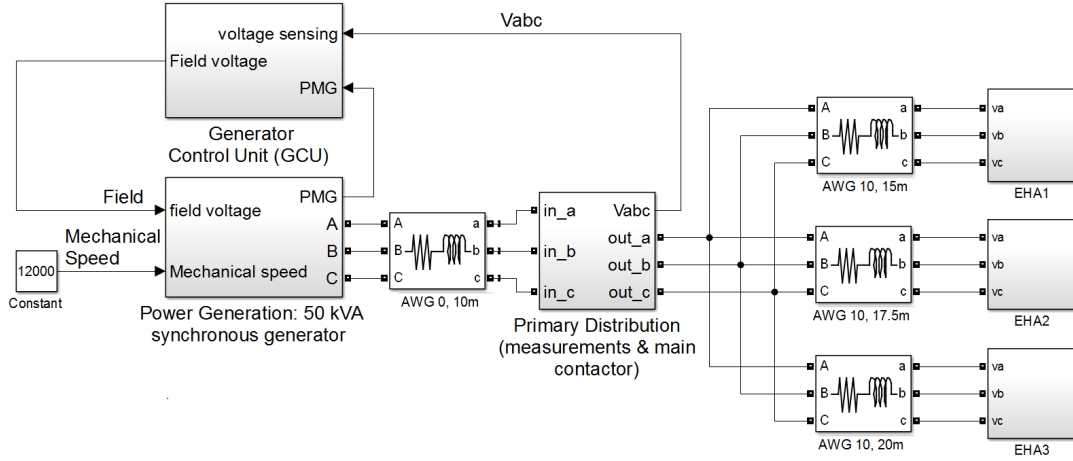 Vabc
voltage sensing
Field voltage
PMG
Generator
Control Unit (GCU)
Field
Mechanical
Speed
12000
Constant
PMG
field voltage
A
B
Mechanical speed
C
Power Generation: 50 kVA
synchronous generator
A a
B b
C c
AWG 0, 10m
in_a
in_b
in_c
Vabc
out_a
out_b
out_c
Primary Distribution
(measurements & main
contactor)
A a
B b
C c
AWG 10, 15m
va
vb
vc
EHA1
A a
B b
C c
AWG 10, 17.5m
va
vb
vc
EHA2
A a
B b
C c
AWG 10, 20m
va
vb
vc
EHA3